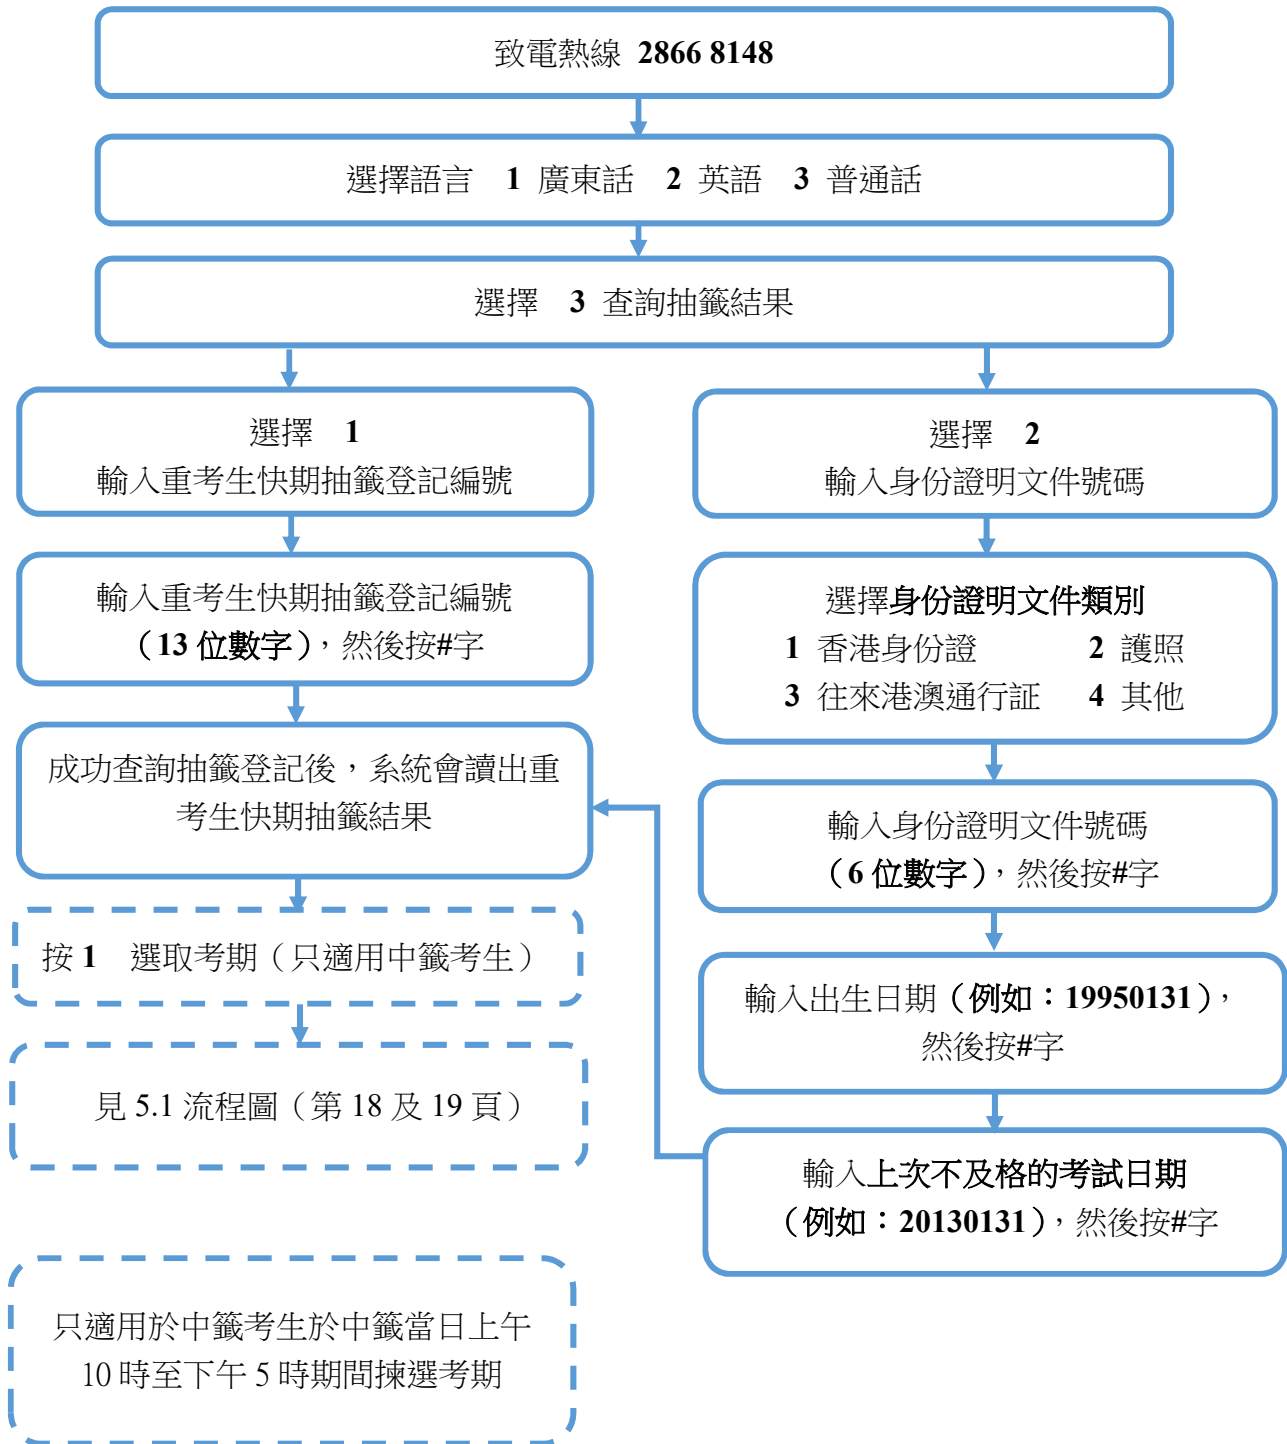 致電熱線 2866 8148
選擇語言 1 廣東話 2 英語 3 普通話
選擇 3 查詢抽籤結果
選擇 1
輸入重考生快期抽籤登記編號
輸入重考生快期抽籤登記編號
（13 位數字），然後按#字
成功查詢抽籤登記後，系統會讀出重
考生快期抽籤結果
按 1 選取考期（只適用中籤考生）
見 5.1 流程圖（第 18 及 19 頁）
只適用於中籤考生於中籤當日上午
10 時至下午 5 時期間揀選考期
選擇 2
輸入身份證明文件號碼
選擇身份證明文件類別
1 香港身份證 2 護照
3 往來港澳通行証 4 其他
輸入身份證明文件號碼
（6 位數字），然後按#字
輸入出生日期（例如：19950131），
然後按#字
輸入上次不及格的考試日期
（例如：20130131），然後按#字